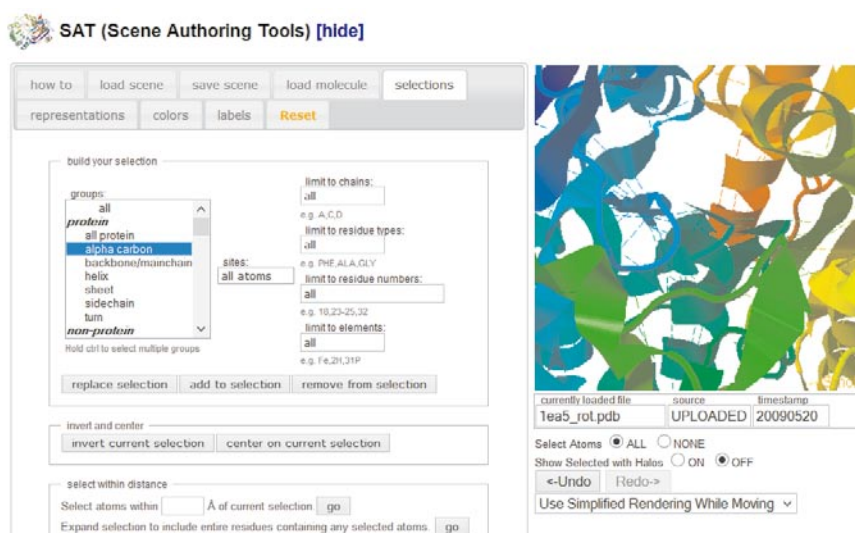 SAT (Scene Authoring Tools) [hide]
how to load scene save scene load molecule selections
representations colors labels Reset
build your selection
groups:
all
protein
all protein
alpha carbon
backbone/mainchain
helix
sheet
sidechain
turn
non-protein
Hold ctrl to select multiple groups
sites:
all atoms
limit to chains:
all
e.g. A,C,D
limit to residue types:
all
e.g. PHE,ALA,GLY
limit to residue numbers:
all
e.g. 18,23-25,32
limit to elements:
all
e.g. Fe,2H,31P
replace selection add to selection remove from selection
invert and center
invert current selection center on current selection
select within distance
Select atoms within Å of current selection go
Expand selection to include entire residues containing any selected atoms. go
currently loaded file source timestamp
1ea5_rot.pdb UPLOADED 20090520
Select Atoms ALL NONE
Show Selected with Halos ON OFF
<-Undo Redo->
Use Simplified Rendering While Moving